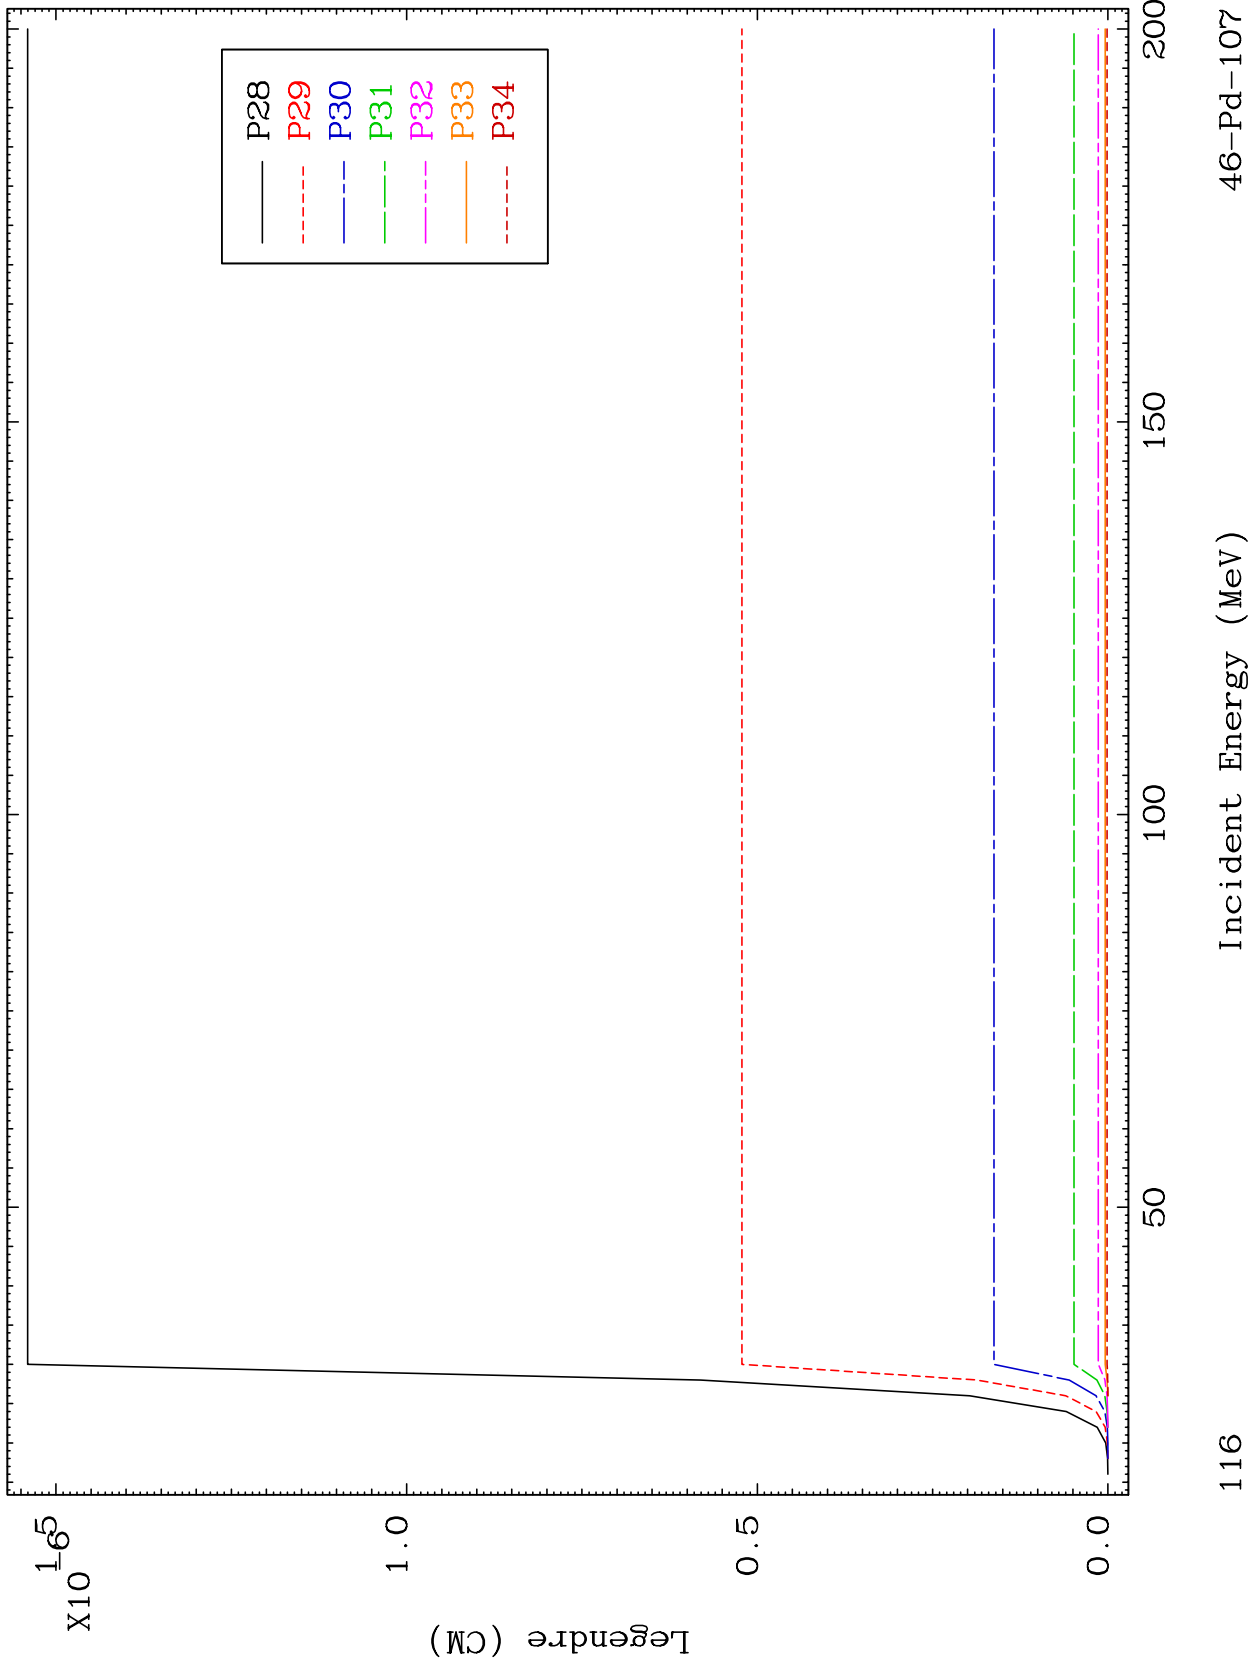 X10
-6
1.5
1.0
0.5
0.0
Legendre (CM)
P28
P29
P30
P31
P32
P33
P34
50
100
150
200
Incident Energy (MeV)
116
46-Pd-107